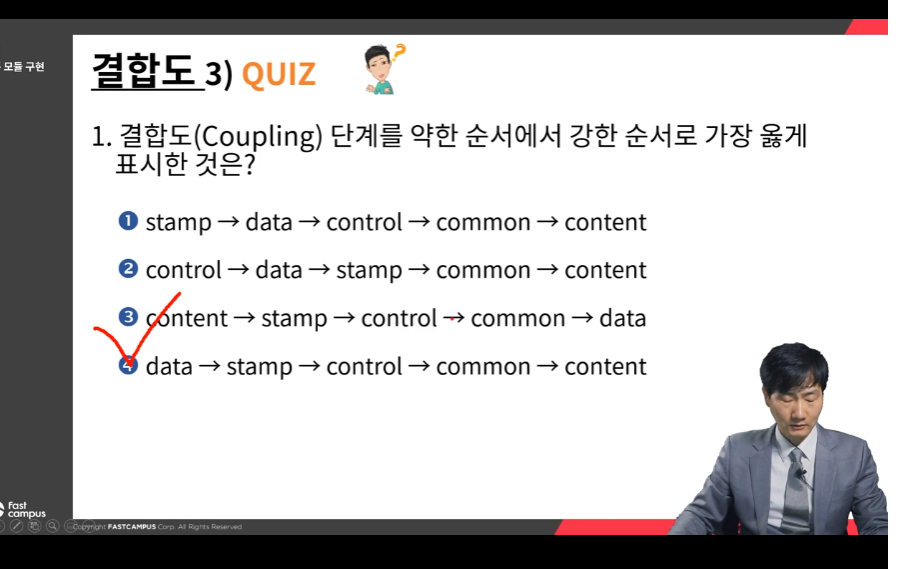 모듈 구현
결합도 3) QUIZ
1. 결합도(Coupling) 단계를 약한 순서에서 강한 순서로 가장 옳게
표시한 것은?
❶ stamp → data → control → common → content
❷ control → data → stamp → common → content
❸ content → stamp → control → common → data
❹ data → stamp → control → common → content
Fast
campus
Copyright FASTCAMPUS Corp. All Rights Reserved